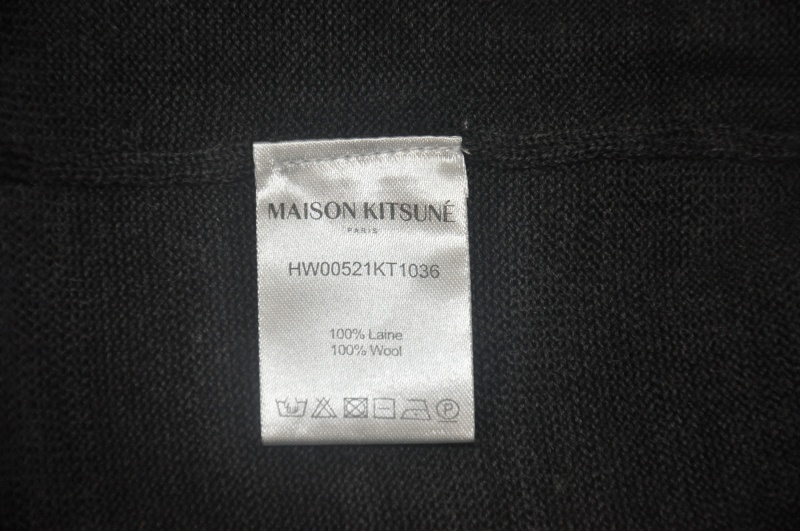 MAISON KITSUNÉ
PARIS
HW00521KT1036
100% Laine
100% Wool
P